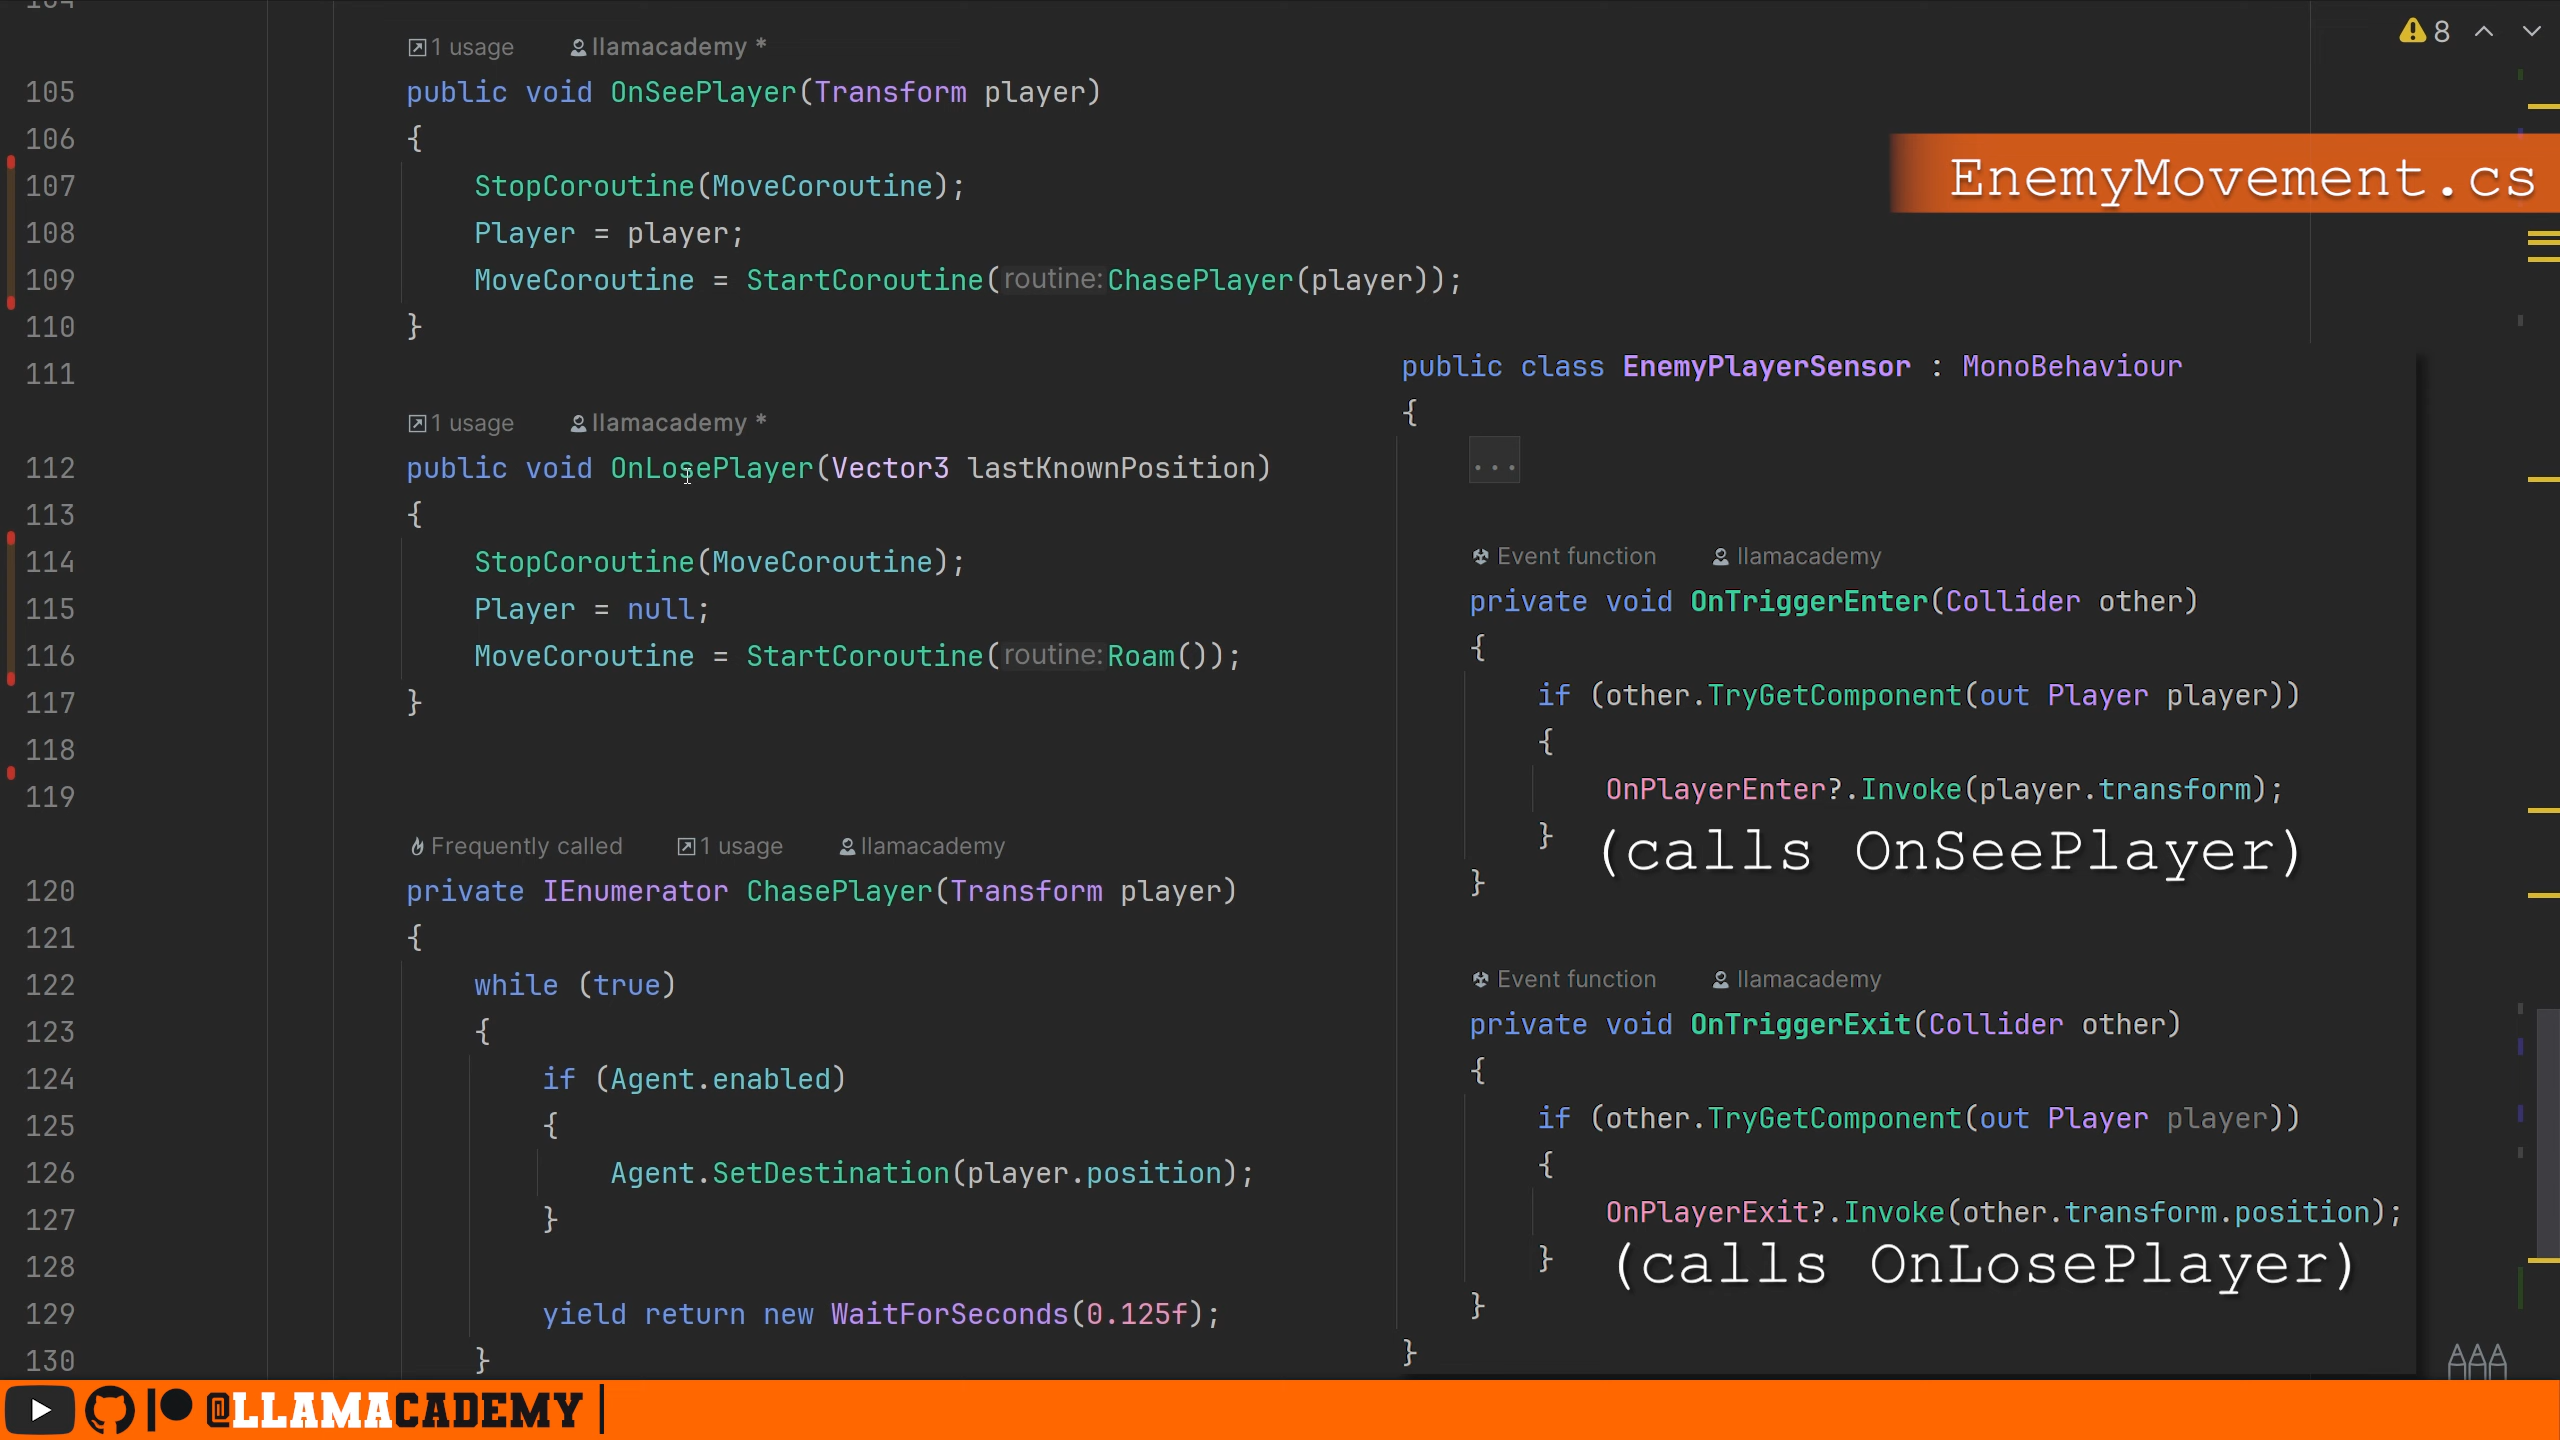 104
1 usage llamacademy *
8
105 public void OnSeePlayer(Transform player)
106 {
EnemyMovement.cs
107 StopCoroutine(MoveCoroutine);
108 Player = player;
109 MoveCoroutine = StartCoroutine(routine:ChasePlayer(player));
110 }
111
1 usage llamacademy *
112 public void OnLosePlayer(Vector3 lastKnownPosition)
113 {
114 StopCoroutine(MoveCoroutine);
115 Player = null;
116 MoveCoroutine = StartCoroutine(routine:Roam());
117 }
118
119
Frequently called 1 usage llamacademy
120 private IEnumerator ChasePlayer(Transform player)
121 {
122 while (true)
123 {
124 if (Agent.enabled)
125 {
126 Agent.SetDestination(player.position);
127 }
128
129 yield return new WaitForSeconds(0.125f);
130 }
public class EnemyPlayerSensor : MonoBehaviour
{
...
Event function llamacademy
private void OnTriggerEnter(Collider other)
{
if (other.TryGetComponent(out Player player))
{
OnPlayerEnter?.Invoke(player.transform);
}
(calls OnSeePlayer)
}
Event function llamacademy
private void OnTriggerExit(Collider other)
{
if (other.TryGetComponent(out Player player))
{
OnPlayerExit?.Invoke(other.transform.position);
}
(calls OnLosePlayer)
}
}
@LLAMACADEMY |